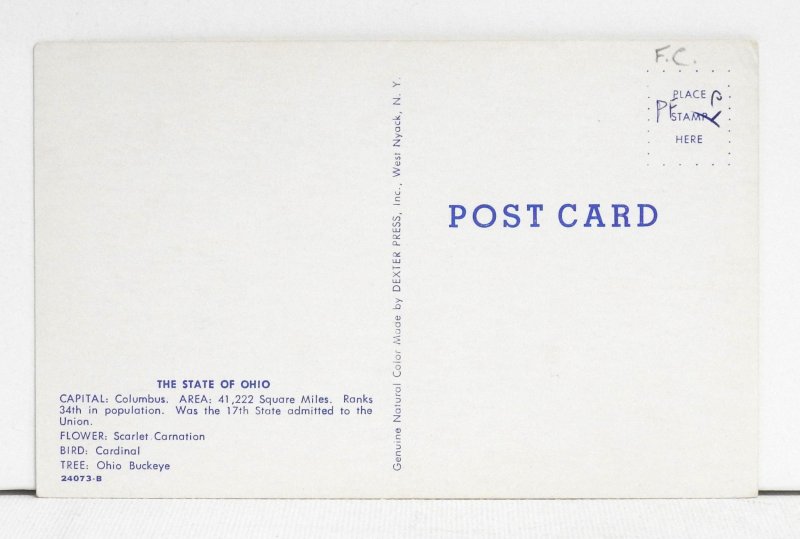 THE STATE OF OHIO
CAPITAL: Columbus. AREA: 41,222 Square Miles. Ranks
34th in population. Was the 17th State admitted to the
Union.
FLOWER: Scarlet Carnation
BIRD: Cardinal
TREE: Ohio Buckeye
24073-B
Genuine Natural Color Made by DEXTER PRESS, Inc., West Nyack, N. Y.
F.C.
PLACE
STAMP
HERE
POST CARD